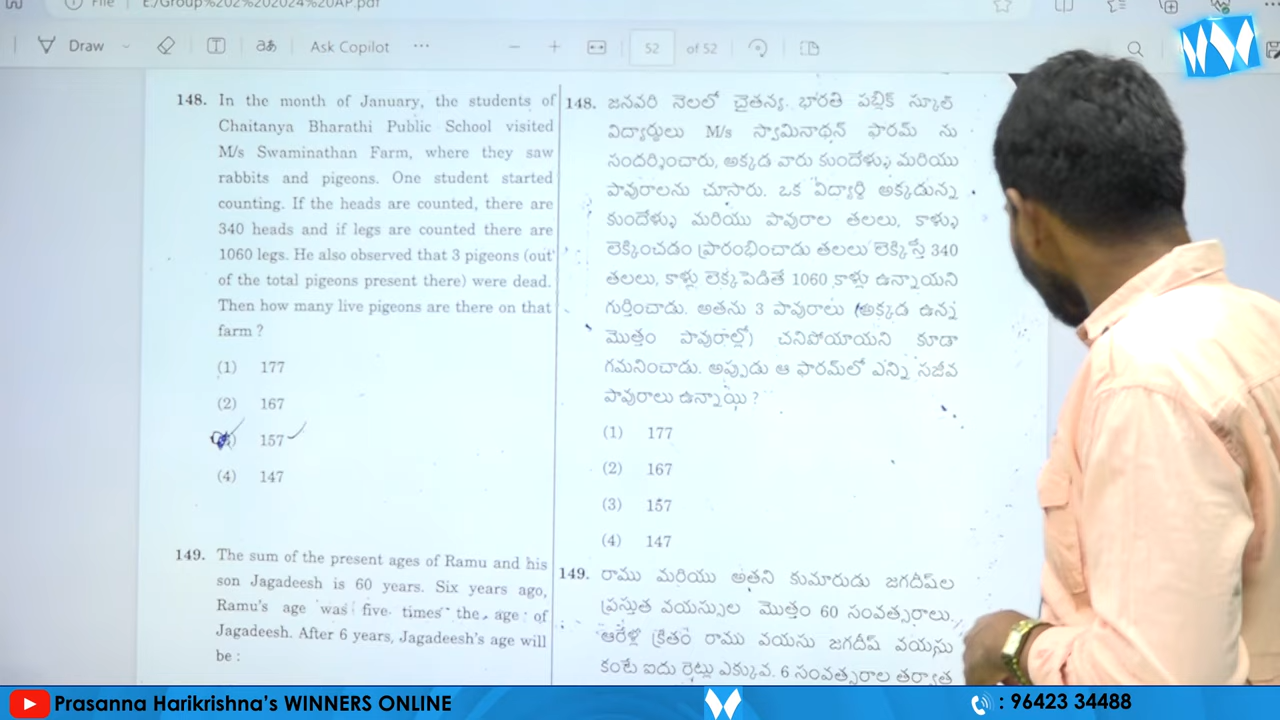 File
E:/Group%202%202024%20AP.pdf
Draw
aあ
Ask Copilot
52
of 52
148. In the month of January, the students of
Chaitanya Bharathi Public School visited
M/s Swaminathan Farm, where they saw
rabbits and pigeons. One student started
counting. If the heads are counted, there are
340 heads and if legs are counted there are
1060 legs. He also observed that 3 pigeons (out
of the total pigeons present there) were dead.
Then how many live pigeons are there on that
farm ?
(1) 177
(2) 167
157
(4) 147
149. The sum of the present ages of Ramu and his
son Jagadeesh is 60 years. Six years ago,
Ramu's age was five times the age of
Jagadeesh. After 6 years, Jagadeesh's age will
be :
148. జనవరి నెలలో చైతన్య భారతి పబ్లిక్ స్కూల్
విద్యార్థులు M/s స్వామినాథన్ ఫారమ్ ను
సందర్శించారు, అక్కడ వారు కుందేళ్ళు మరియు
పావురాలను చూసారు. ఒక విద్యార్థి అక్కడున్న
కుందేళ్ళు మరియు పావురాల తలలు, కాళ్ళు
లెక్కించడం ప్రారంభించాడు తలలు లెక్కిస్తే 340
తలలు, కాళ్లు లెక్కపెడితే 1060 కాళ్లు ఉన్నాయని
గుర్తించాడు. అతను 3 పావురాలు (అక్కడ ఉన్న
మొత్తం పావురాల్లో) చనిపోయాయని కూడా
గమనించాడు. అప్పుడు ఆ ఫారమ్‌లో ఎన్ని సజీవ
పావురాలు ఉన్నాయి ?
(1) 177
(2) 167
(3) 157
(4) 147
149. రాము మరియు అతని కుమారుడు జగదీష్‌ల
ప్రస్తుత వయస్సుల మొత్తం 60 సంవత్సరాలు,
ఆరేళ్ల క్రితం రాము వయసు జగదీష్ వయసు
కంటే ఐదు రెట్లు ఎక్కువ. 6 సంవత్సరాల తర్వాత
Prasanna Harikrishna's WINNERS ONLINE
: 96423 34488